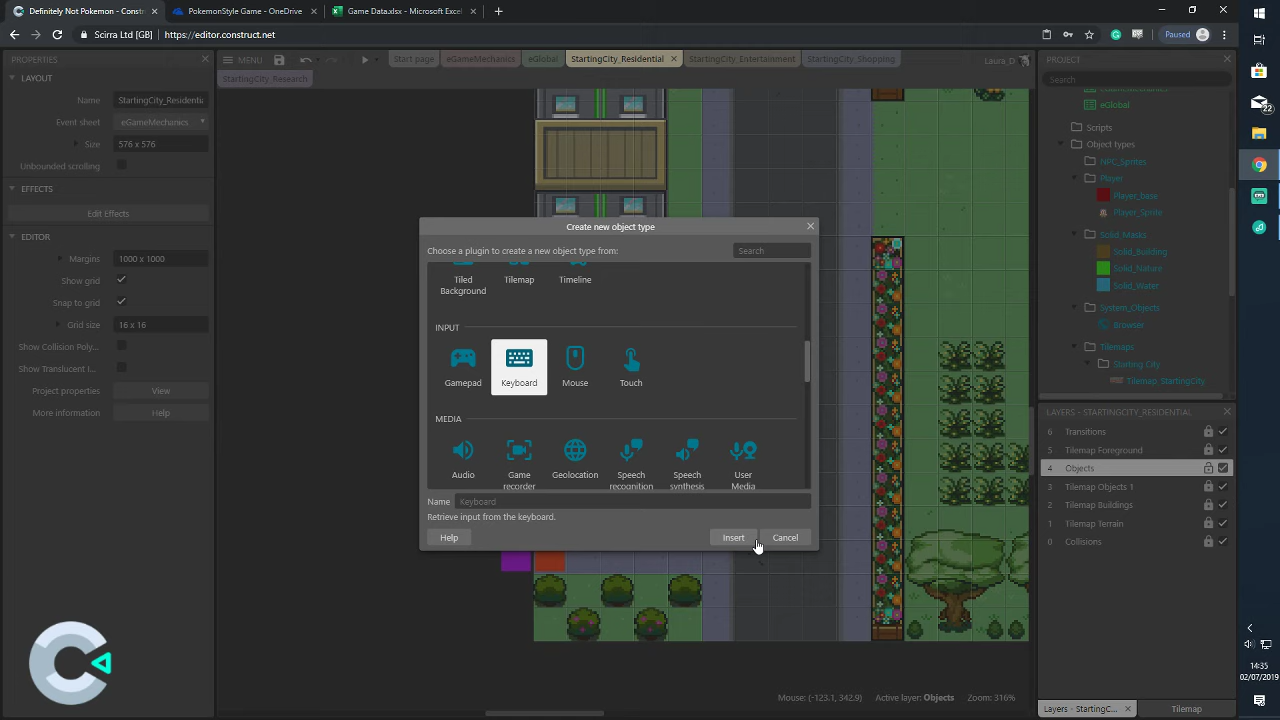 Definitely Not Pokemon - Constr
PokemonStyle Game - OneDrive
Game Data.xlsx - Microsoft Excel
Scirra Ltd [GB]
https://editor.construct.net
Paused
PROPERTIES
MENU
Start page
eGameMechanics
eGlobal
StartingCity_Residential
StartingCity_Entertainment
StartingCity_Shopping
Laura_D
PROJECT
LAYOUT
StartingCity_Research
Search
Name
StartingCity_Residentia
eGlobal
Event sheet
eGameMechanics
Scripts
Size
576 x 576
Object types
Unbounded scrolling
NPC_Sprites
Player
EFFECTS
Player_base
Edit Effects
Player_Sprite
Create new object type
EDITOR
Solid_Masks
Choose a plugin to create a new object type from:
Search
Solid_Building
Margins
1000 x 1000
Solid_Nature
Show grid
Tiled
Background
Tilemap
Timeline
Solid_Water
Snap to grid
System_Objects
Grid size
16 x 16
INPUT
Browser
Show Collision Poly...
Tilemaps
Show Translucent I...
Starting City
Gamepad
Keyboard
Mouse
Touch
Tilemap_StartingCity
Project properties
View
More information
Help
MEDIA
LAYERS - STARTINGCITY_RESIDENTIAL
6 Transitions
5 Tilemap Foreground
4 Objects
Audio
Game
recorder
Geolocation
Speech
recognition
Speech
synthesis
User
Media
3 Tilemap Objects 1
Name
Keyboard
2 Tilemap Buildings
Retrieve input from the keyboard.
1 Tilemap Terrain
Help
Insert
Cancel
0 Collisions
Mouse: (-123.1, 342.9)
Active layer: Objects
Zoom: 316%
Layers - StartingC...
Tilemap
22
14:35
02/07/2019